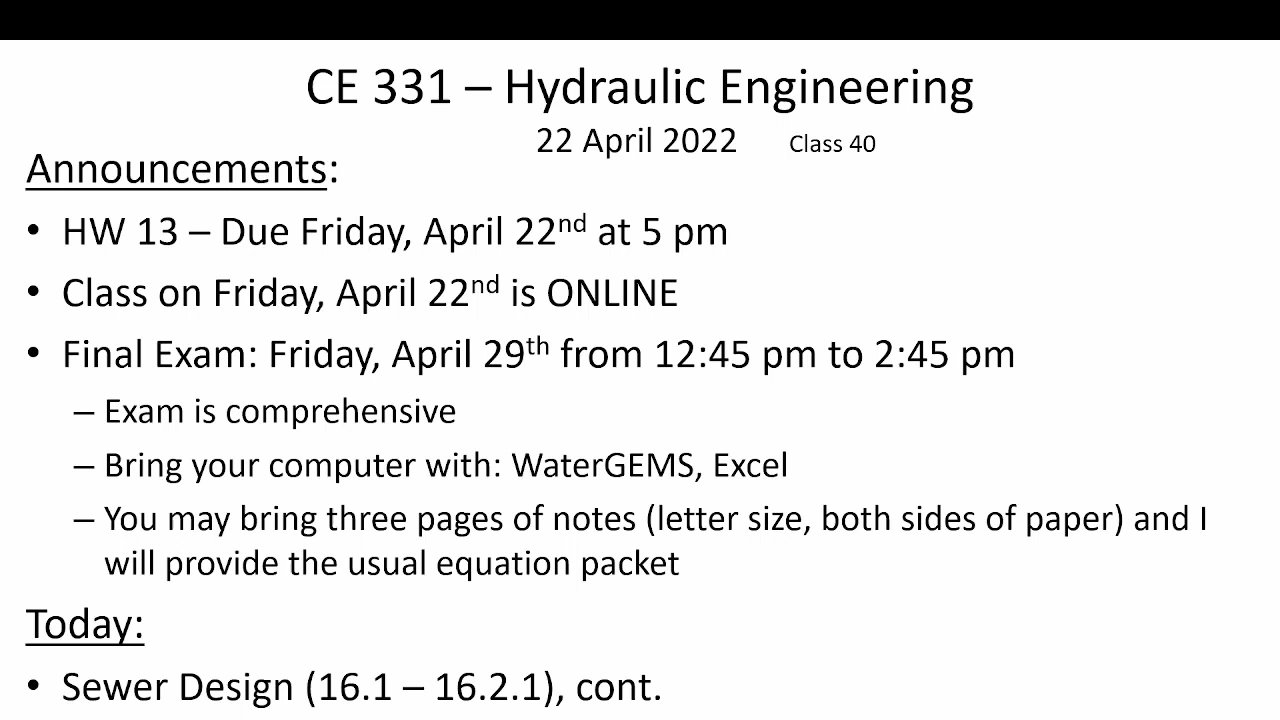 CE 331 – Hydraulic Engineering
22 April 2022 Class 40
Announcements:
• HW 13 – Due Friday, April 22nd at 5 pm
• Class on Friday, April 22nd is ONLINE
• Final Exam: Friday, April 29th from 12:45 pm to 2:45 pm
– Exam is comprehensive
– Bring your computer with: WaterGEMS, Excel
– You may bring three pages of notes (letter size, both sides of paper) and I
will provide the usual equation packet
Today:
• Sewer Design (16.1 – 16.2.1), cont.